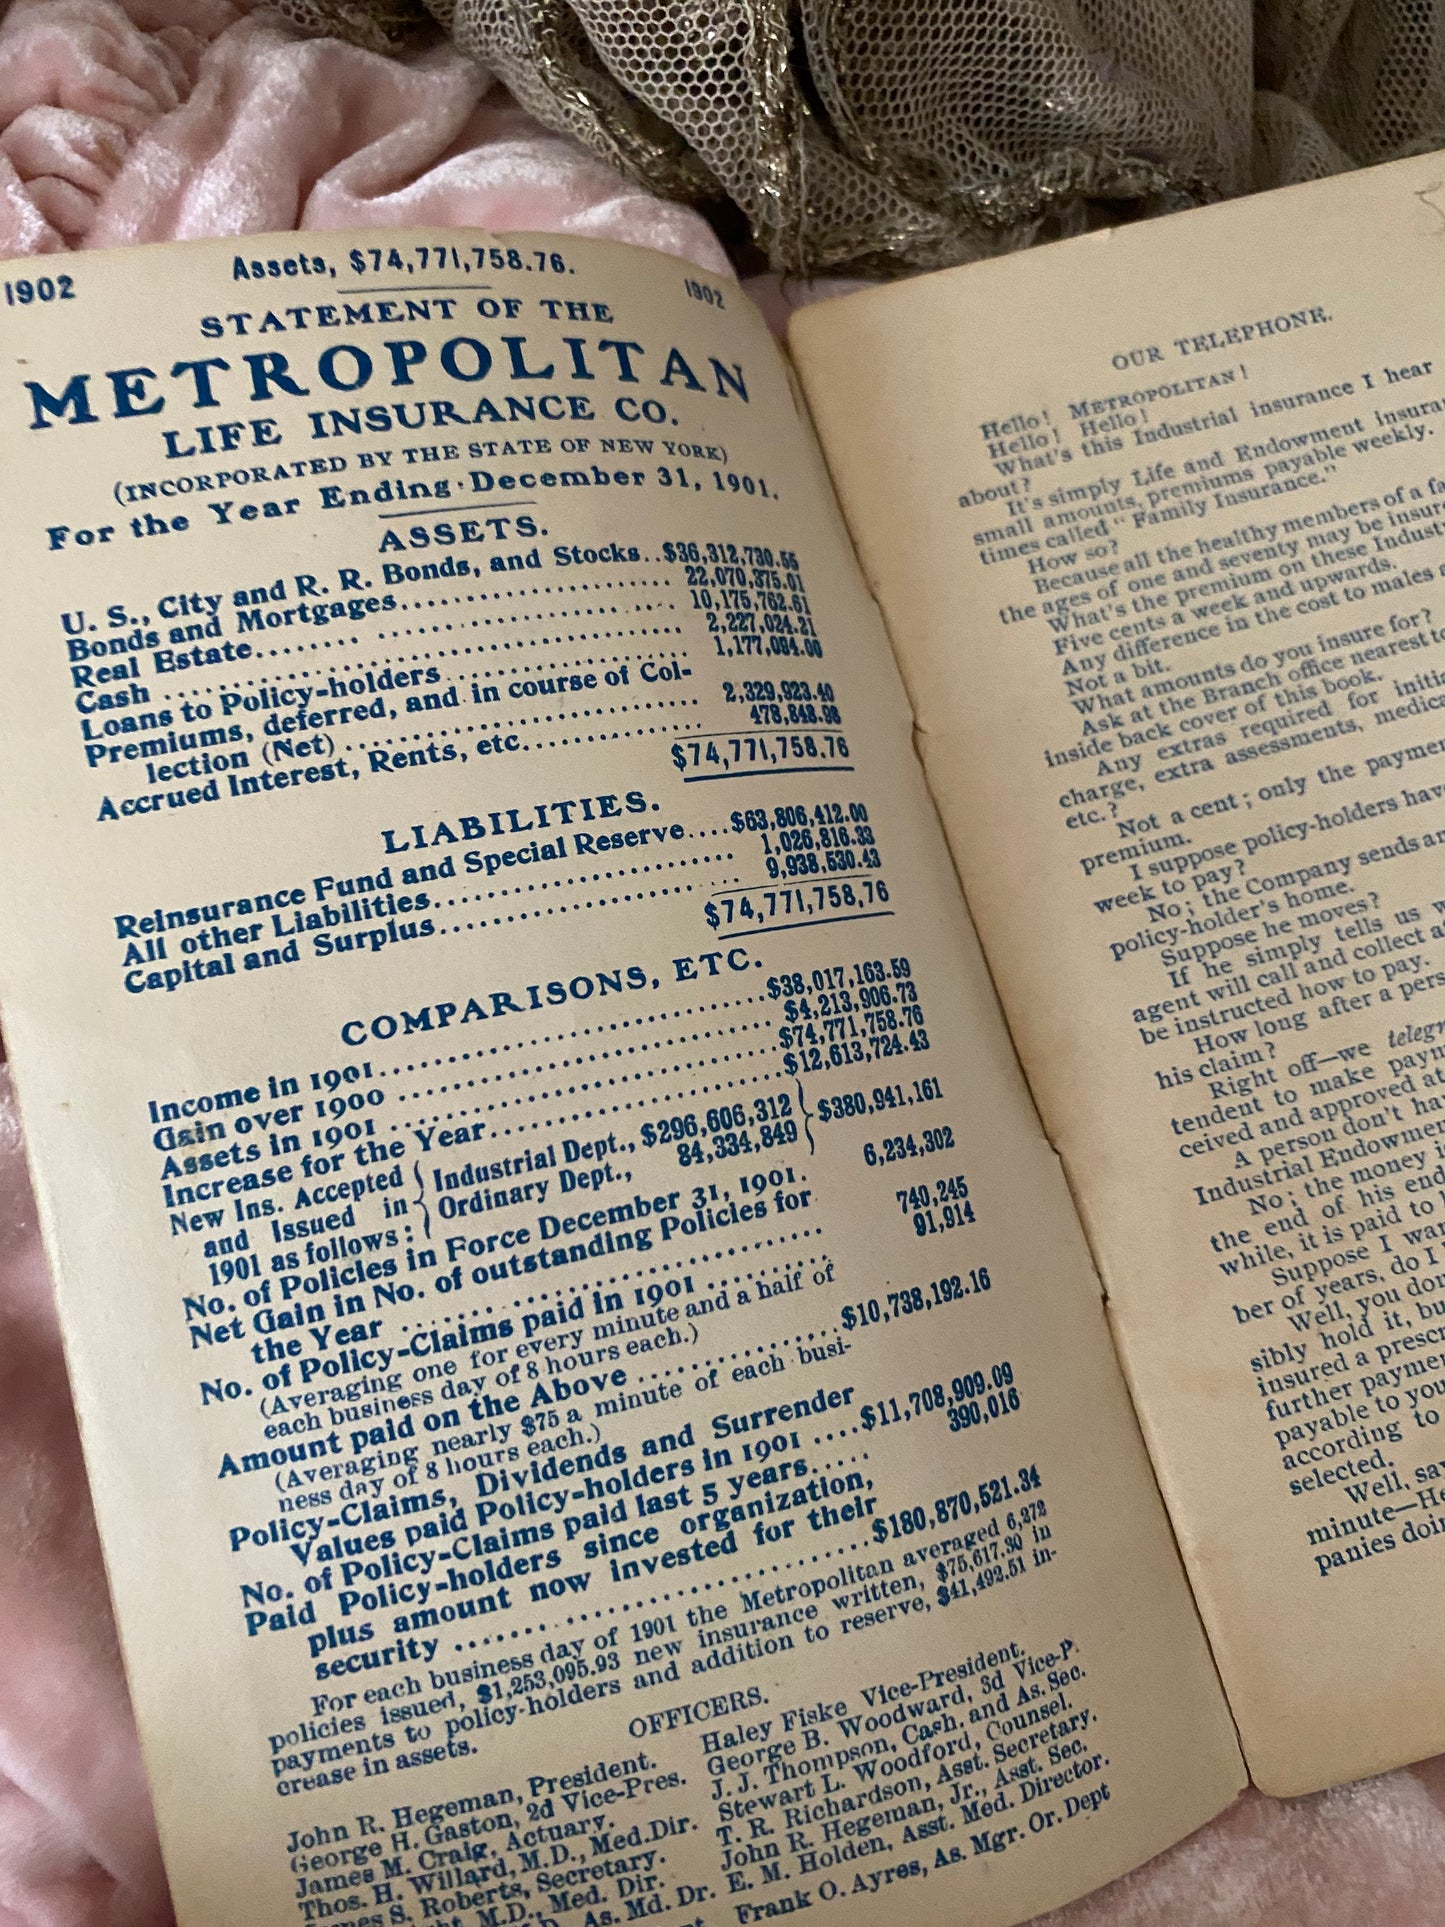 1902
Assets, $74,771,758.76.
1902
STATEMENT OF THE
METROPOLITAN
LIFE INSURANCE CO.
(INCORPORATED BY THE STATE OF NEW YORK)
For the Year Ending December 31, 1901.
ASSETS.
U. S., City and R. R. Bonds, and Stocks..$36,312,730.55
Bonds and Mortgages.......... 22,070,375.01
Real Estate.......... 10,175,762.61
Cash .......... 2,227,024.21
Loans to Policy-holders.......... 1,177,094.00
Premiums, deferred, and in course of Col-
lection (Net).......... 2,329,923.40
Accrued Interest, Rents, etc.......... 478,848.98
$74,771,758.76
LIABILITIES.
Reinsurance Fund and Special Reserve....$63,806,412.00
All other Liabilities.......... 1,026,816.33
Capital and Surplus.......... 9,938,530.43
$74,771,758,76
COMPARISONS, ETC.
Income in 1901..........$38,017,163.59
Gain over 1900 ..........$4,213,906.73
Assets in 1901 ..........$74,771,758.76
Increase for the Year..........$12,613,724.43
New Ins. Accepted { Industrial Dept., $296,606,312 } $380,941,161
and Issued in { Ordinary Dept., 84,334,849 }
1901 as follows:
No. of Policies in Force December 31, 1901. 6,234,302
Net Gain in No. of outstanding Policies for
the Year .......... 740,245
No. of Policy-Claims paid in 1901 .......... 91,914
(Averaging one for every minute and a half of
each business day of 8 hours each.)
Amount paid on the Above ..........$10,738,192.16
(Averaging nearly $75 a minute of each busi-
ness day of 8 hours each.)
Policy-Claims, Dividends and Surrender
Values paid Policy-holders in 1901 ....$11,708,909.09
No. of Policy-Claims paid last 5 years..... 390,016
Paid Policy-holders since organization,
plus amount now invested for their
security ..........$180,870,521.34
For each business day of 1901 the Metropolitan averaged 6,272
policies issued, $1,253,095.93 new insurance written, $75,617.30 in
payments to policy-holders and addition to reserve, $41,492.51 in-
crease in assets.
OFFICERS.
John R. Hegeman, President.
George H. Gaston, 2d Vice-Pres.
James M. Craig, Actuary.
Thos. H. Willard, M.D., Med.Dir.
S. Roberts, Secretary.
M.D., Med. Dir.
As. Md. Dr.
Haley Fiske Vice-President.
George B. Woodward, 3d Vice-P.
J. J. Thompson, Cash. and As. Sec.
Stewart L. Woodford, Counsel.
T. R. Richardson, Asst. Secretary.
John R. Hegeman, Jr., Asst. Sec.
E. M. Holden, Asst. Med. Director.
Frank O. Ayres, As. Mgr. Or. Dept
OUR TELEPHONE.
Hello! METROPOLITAN!
Hello! Hello!
What's this Industrial insurance I hear
about?
It's simply Life and Endowment
small amounts, premiums payable weekly.
times called "Family Insurance."
How so?
Because all the healthy members of a
the ages of one and seventy may be
What's the premium on these
Five cents a week and upwards.
Any difference in the cost to males
Not a bit.
What amounts do you insure for?
Ask at the Branch office nearest
inside back cover of this book.
Any extras required for
charge, extra assessments,
etc.?
Not a cent; only the
premium.
I suppose policy-holders
week to pay?
No; the Company sends
policy-holder's home.
Suppose he moves?
If he simply tells us
agent will call and collect
be instructed how to pay.
How long after a
his claim?
Right off—we
tendent to make
ceived and approved at
A person don't
Industrial
No; the money
the end of his
while, it is paid to
Suppose I
ber of years, do I
Well, you
sibly hold it,
insured a
further
payable to
according to
selected.
Well,
minute—